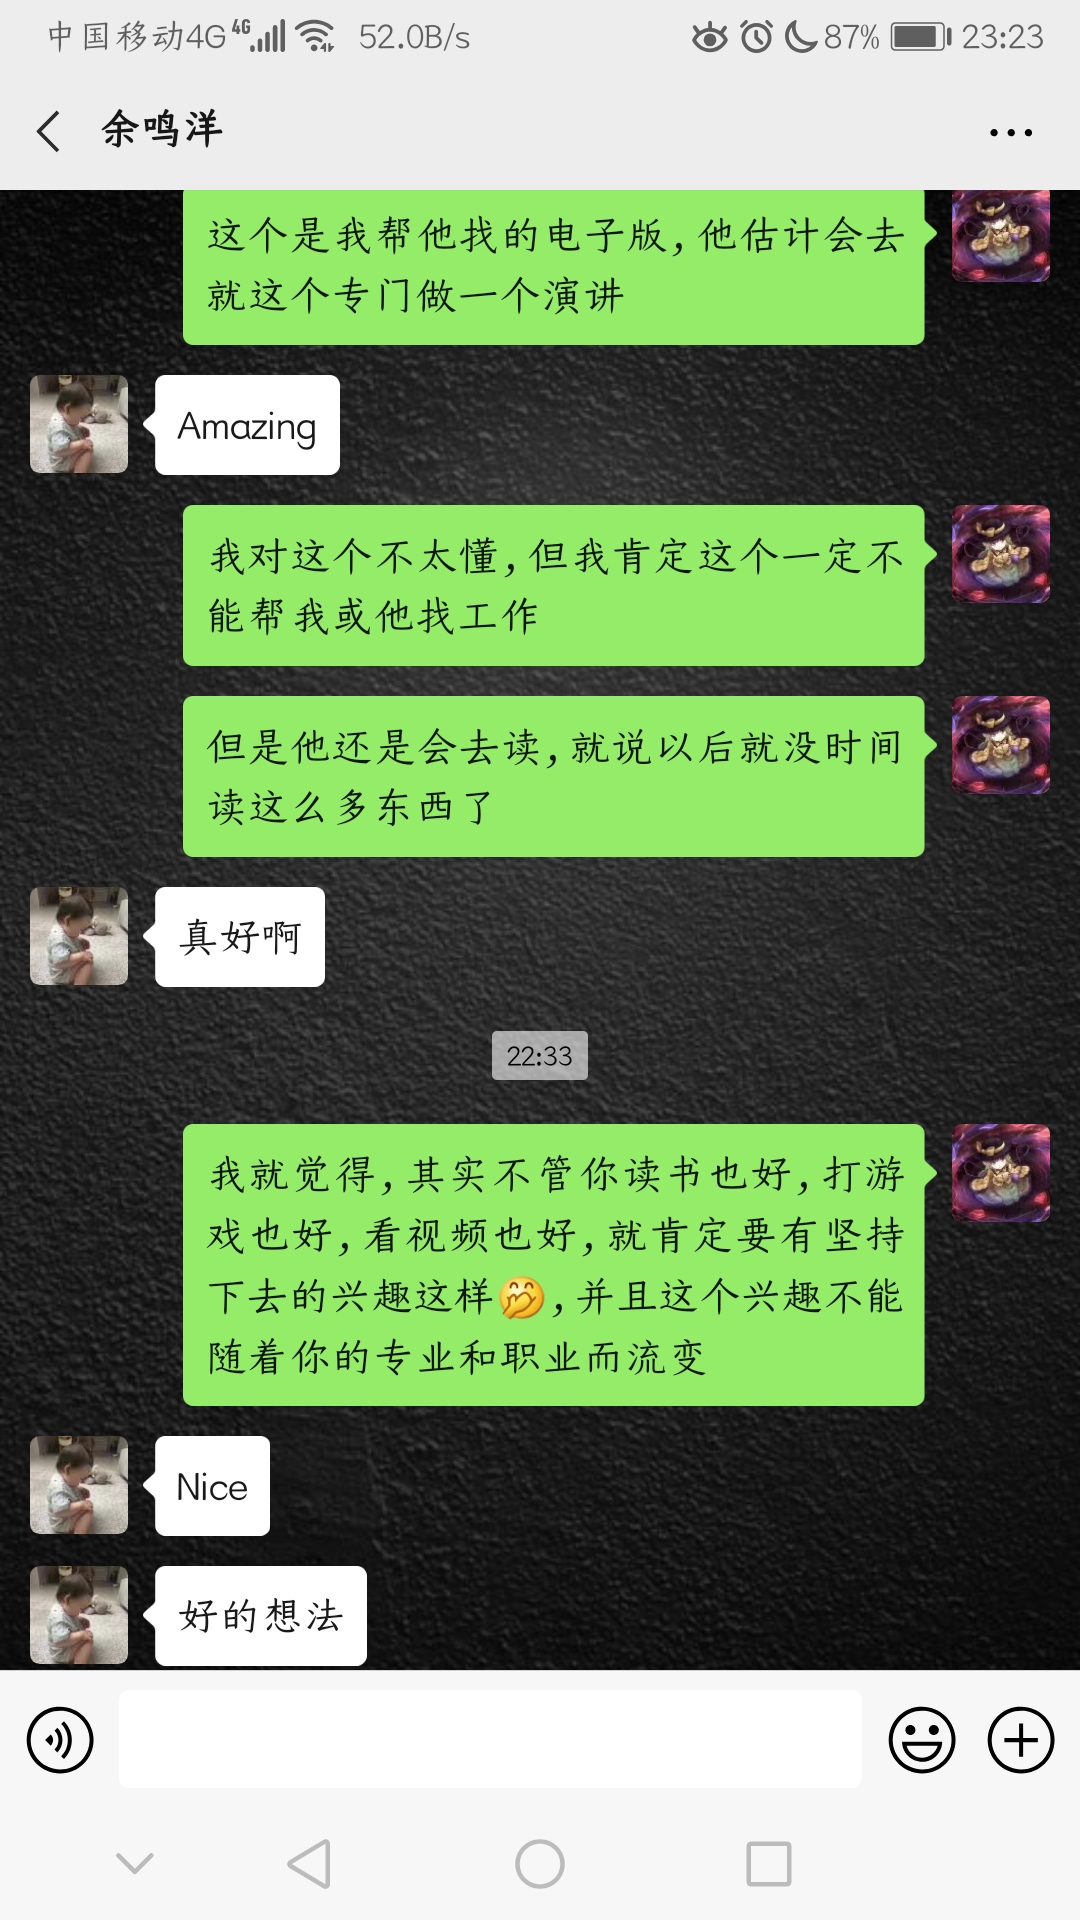 中国移动4G 4G 52.0B/s 87% 23:23
余鸣洋
这个是我帮他找的电子版,他估计会去
就这个专门做一个演讲
Amazing
我对这个不太懂,但我肯定这个一定不
能帮我或他找工作
但是他还是会去读,就说以后就没时间
读这么多东西了
真好啊
22:33
我就觉得,其实不管你读书也好,打游
戏也好,看视频也好,就肯定要有坚持
下去的兴趣这样🤭,并且这个兴趣不能
随着你的专业和职业而流变
Nice
好的想法